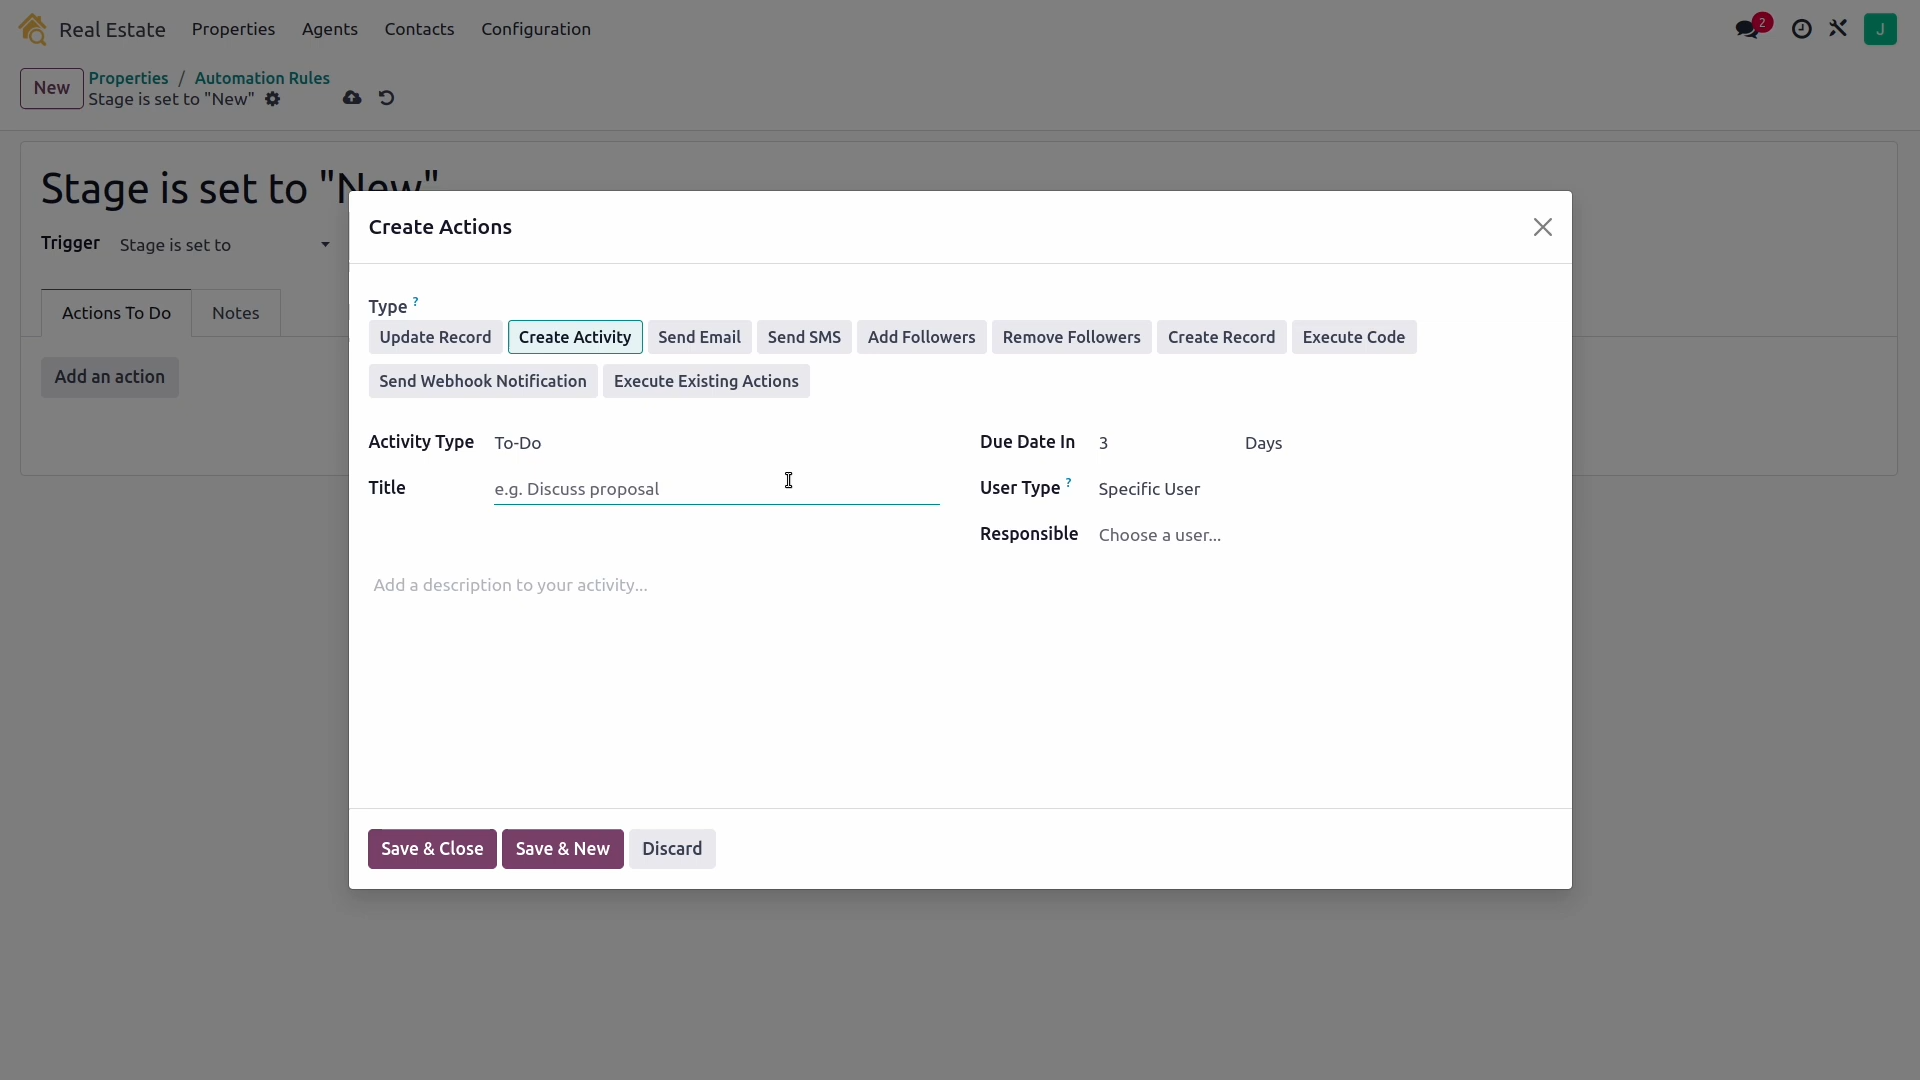 Real Estate Properties Agents Contacts Configuration 2 J
New Properties / Automation Rules
Stage is set to "New"
Stage is set to "New"
Trigger Stage is set to
Actions To Do Notes
Add an action
Create Actions
Type ?
Update Record Create Activity Send Email Send SMS Add Followers Remove Followers Create Record Execute Code
Send Webhook Notification Execute Existing Actions
Activity Type To-Do Due Date In 3 Days
Title e.g. Discuss proposal User Type ? Specific User
Responsible Choose a user...
Add a description to your activity...
Save & Close Save & New Discard